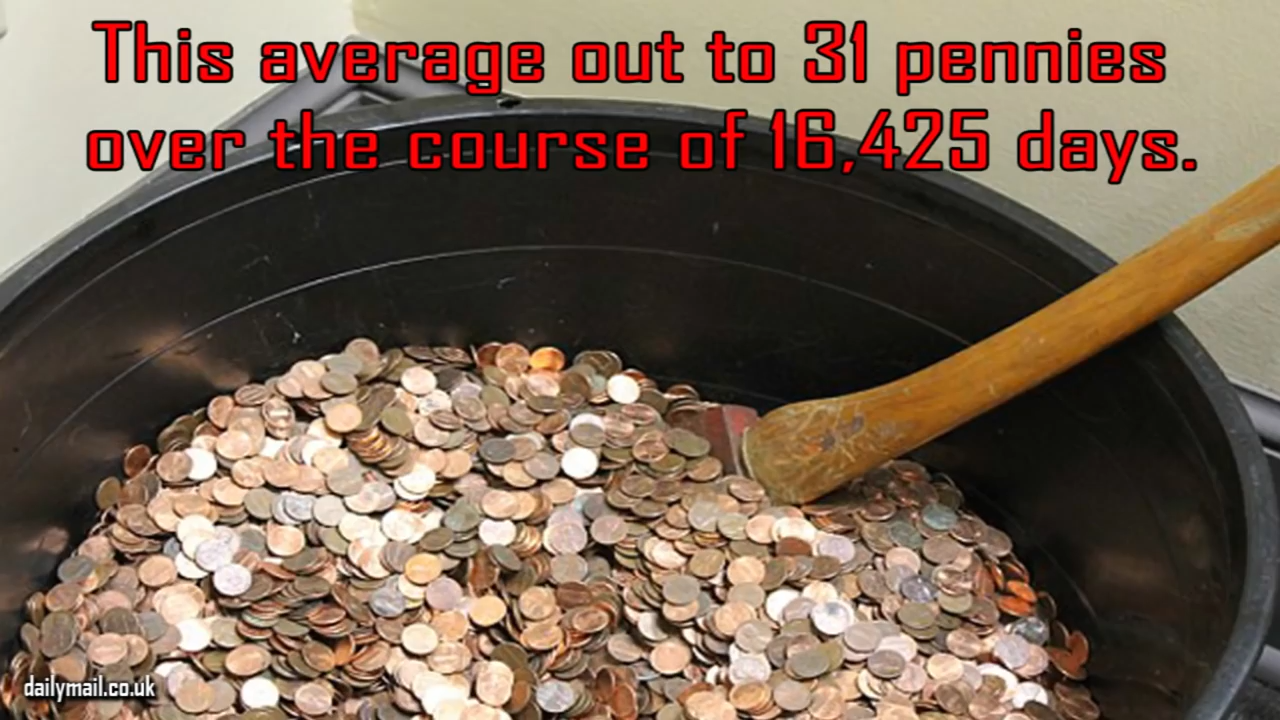 This average out to 31 pennies
over the course of 16,425 days.
dailymail.co.uk